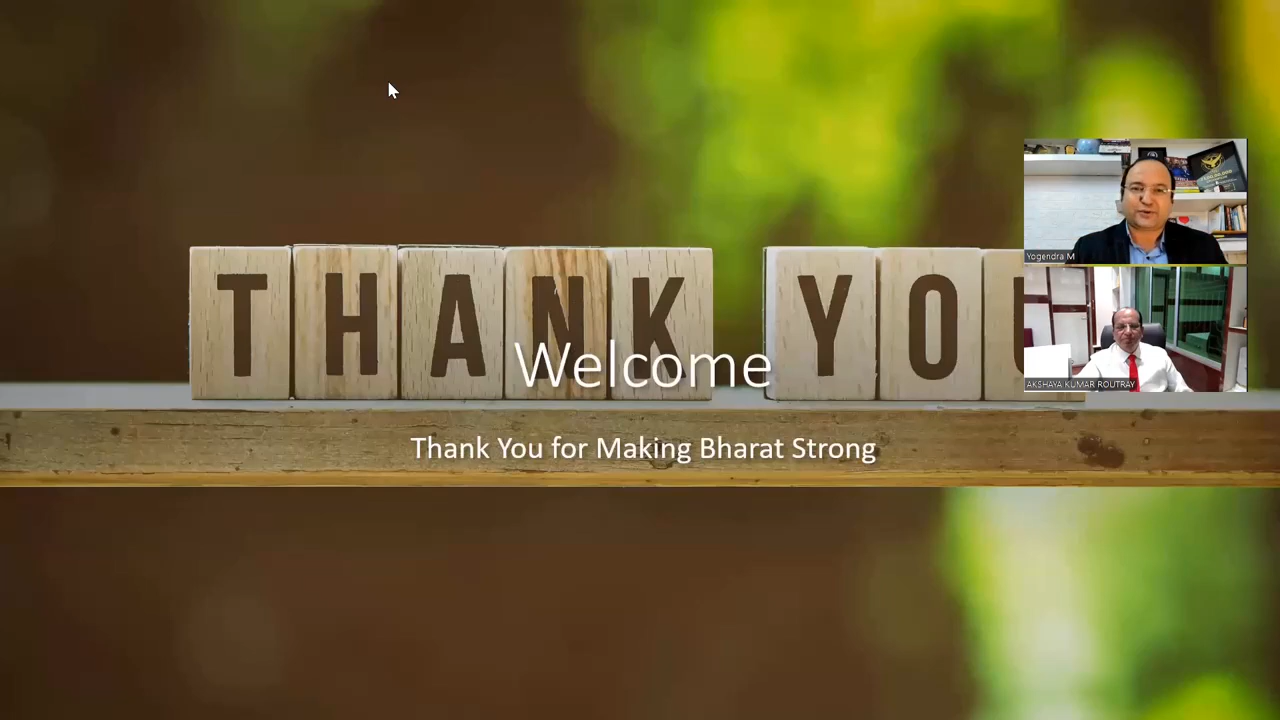 THANK YOU
Welcome
Thank You for Making Bharat Strong
Yogendra M
AKSHAYA KUMAR ROUTRAY